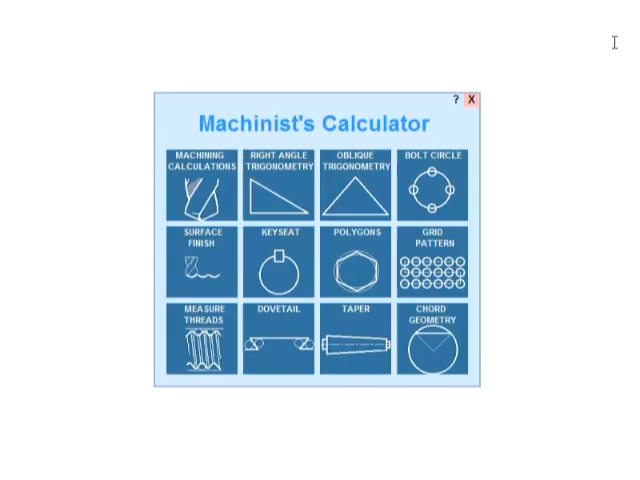 ? X
Machinist's Calculator
MACHINING
CALCULATIONS
RIGHT ANGLE
TRIGONOMETRY
OBLIQUE
TRIGONOMETRY
BOLT CIRCLE
SURFACE
FINISH
KEYSEAT
POLYGONS
GRID
PATTERN
MEASURE
THREADS
DOVETAIL
TAPER
CHORD
GEOMETRY